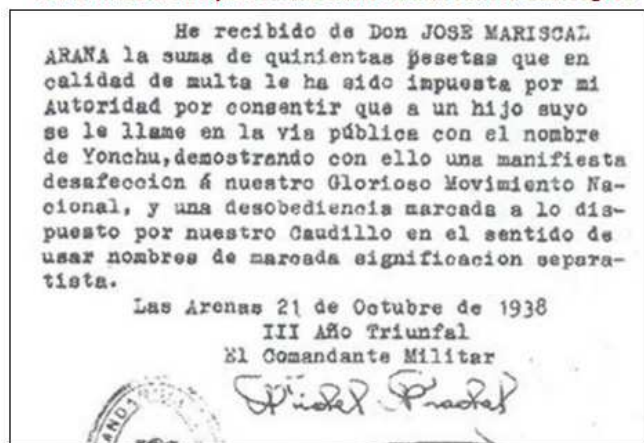 He recibido de Don JOSE MARISCAL
ARANA la suma de quinientas pesetas que en
calidad de multa le ha sido impuesta por mi
Autoridad por consentir que a un hijo suyo
se le llame en la via pública con el nombre
de Yonchu,demostrando con ello una manifiesta
desafección á nuestro Glorioso Movimiento Na-
cional, y una desobediencia marcada a lo dis-
puesto por nuestro Caudillo en el sentido de
usar nombres de marcada significacion separa-
tista.
Las Arenas 21 de Octubre de 1938
III Año Triunfal
El Comandante Militar